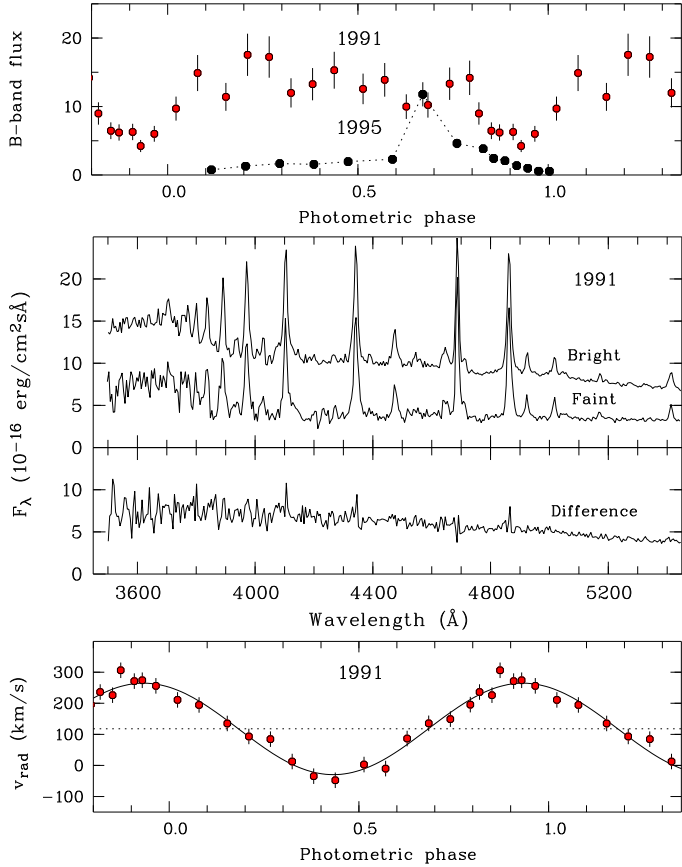 B-band flux
20
10
0
1991
1995
0.0 0.5 1.0
Photometric phase
F_λ (10^−16 erg/cm²sÅ)
20
15
10
5
0
1991
Bright
Faint
10
5
0
Difference
3600 4000 4400 4800 5200
Wavelength (Å)
v_rad (km/s)
300
200
100
0
−100
1991
0.0 0.5 1.0
Photometric phase